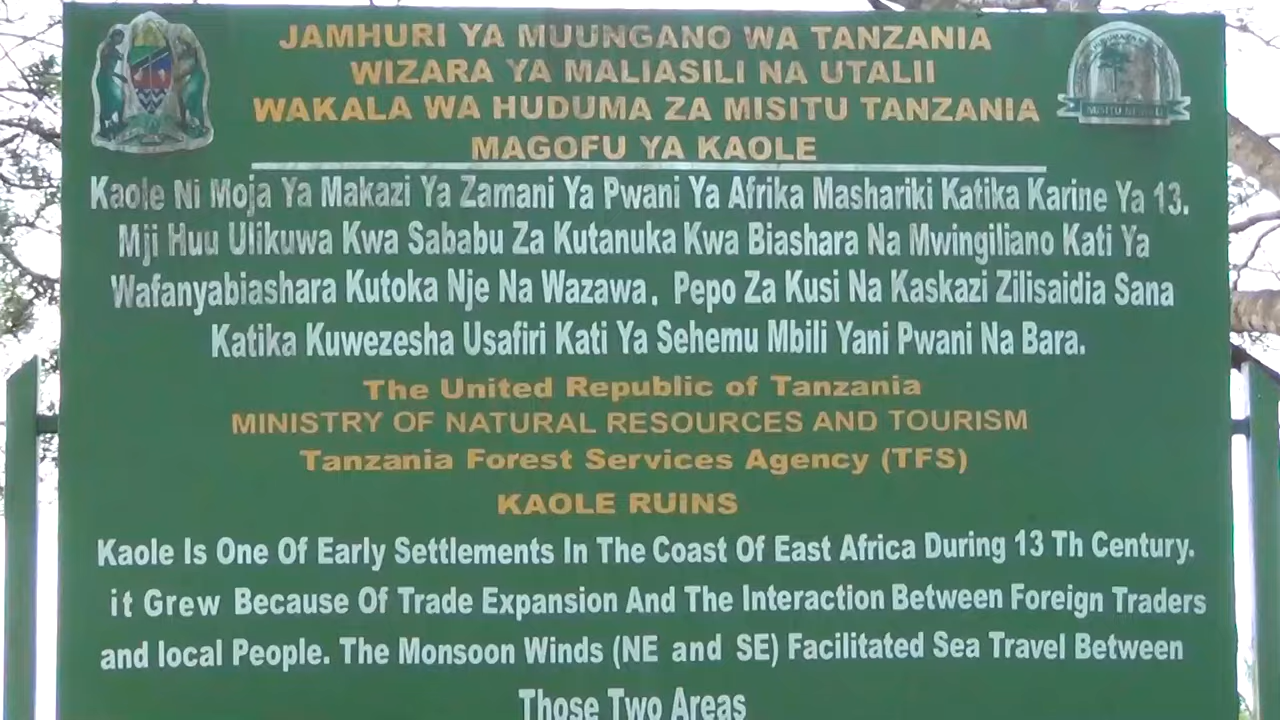 JAMHURI YA MUUNGANO WA TANZANIA
WIZARA YA MALIASILI NA UTALII
WAKALA WA HUDUMA ZA MISITU TANZANIA
MAGOFU YA KAOLE
Kaole Ni Moja Ya Makazi Ya Zamani Ya Pwani Ya Afrika Mashariki Katika Karine Ya 13.
Mji Huu Ulikuwa Kwa Sababu Za Kutanuka Kwa Biashara Na Mwingiliano Kati Ya
Wafanyabiashara Kutoka Nje Na Wazawa. Pepo Za Kusi Na Kaskazi Zilisaidia Sana
Katika Kuwezesha Usafiri Kati Ya Sehemu Mbili Yani Pwani Na Bara.
The United Republic of Tanzania
MINISTRY OF NATURAL RESOURCES AND TOURISM
Tanzania Forest Services Agency (TFS)
KAOLE RUINS
Kaole Is One Of Early Settlements In The Coast Of East Africa During 13 Th Century.
it Grew Because Of Trade Expansion And The Interaction Between Foreign Traders
and local People. The Monsoon Winds (NE and SE) Facilitated Sea Travel Between
Those Two Areas